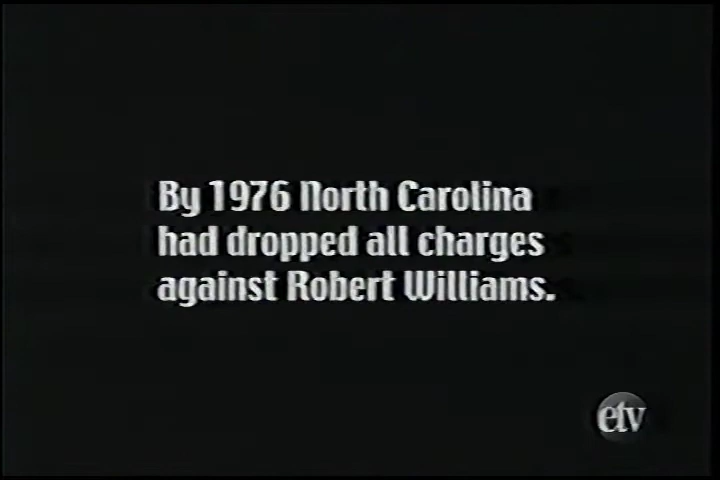 By 1976 North Carolina
had dropped all charges
against Robert Williams.
etv